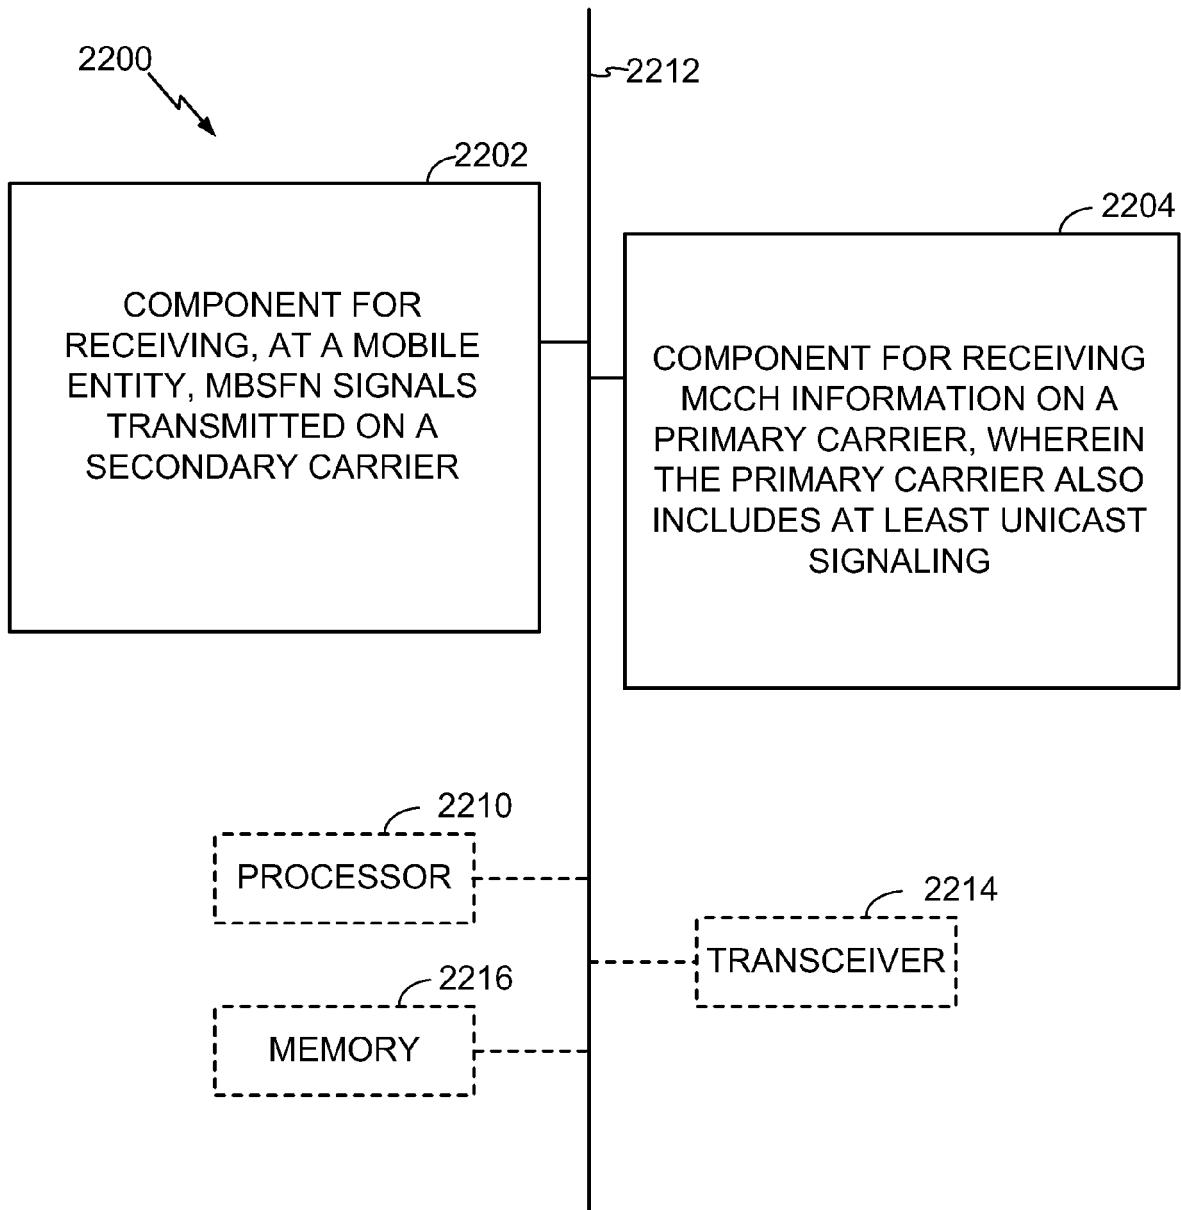 2200
2212
2202
COMPONENT FOR
RECEIVING, AT A MOBILE
ENTITY, MBSFN SIGNALS
TRANSMITTED ON A
SECONDARY CARRIER
2204
COMPONENT FOR RECEIVING
MCCH INFORMATION ON A
PRIMARY CARRIER, WHEREIN
THE PRIMARY CARRIER ALSO
INCLUDES AT LEAST UNICAST
SIGNALING
2210
PROCESSOR
2214
TRANSCEIVER
2216
MEMORY